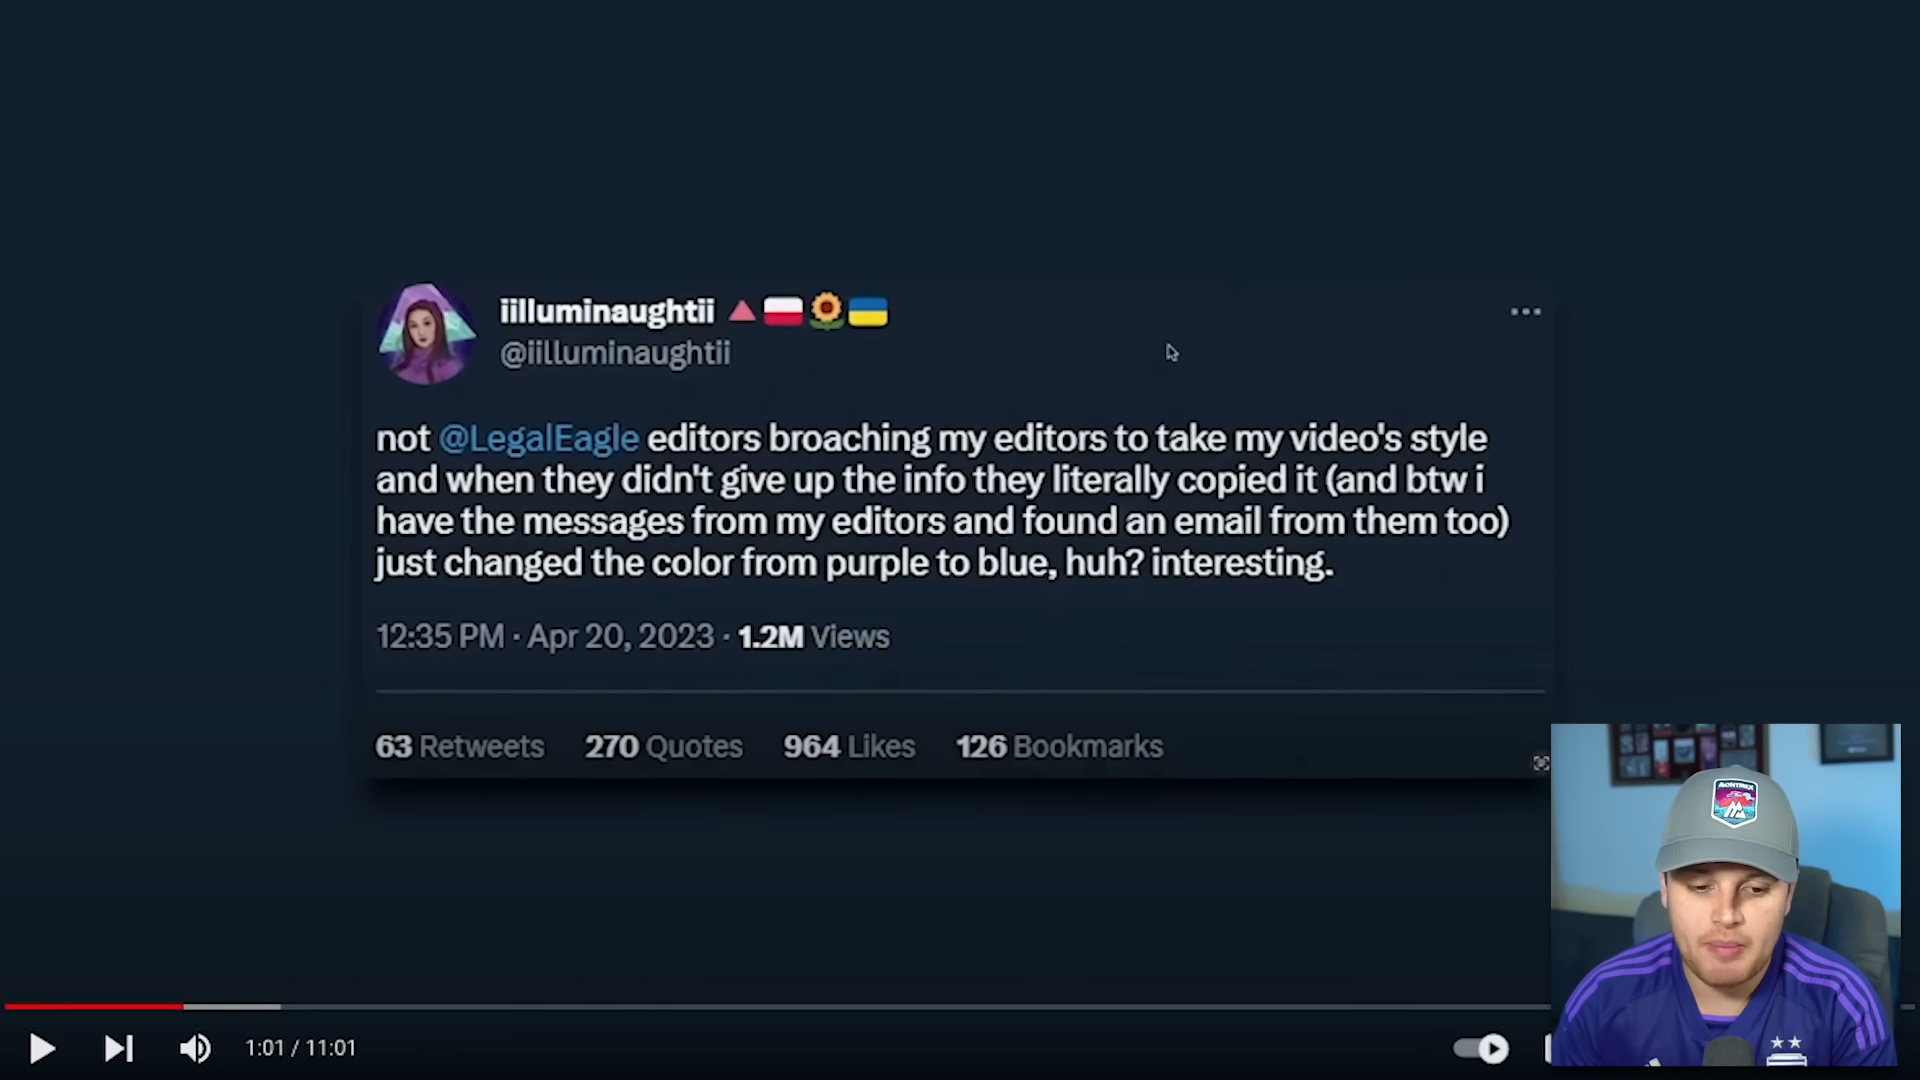 iilluminaughtii 🔺🇵🇱🌻🇺🇦
@iilluminaughtii
not @LegalEagle editors broaching my editors to take my video's style
and when they didn't give up the info they literally copied it (and btw i
have the messages from my editors and found an email from them too)
just changed the color from purple to blue, huh? interesting.
12:35 PM · Apr 20, 2023 · 1.2M Views
63 Retweets 270 Quotes 964 Likes 126 Bookmarks
1:01 / 11:01